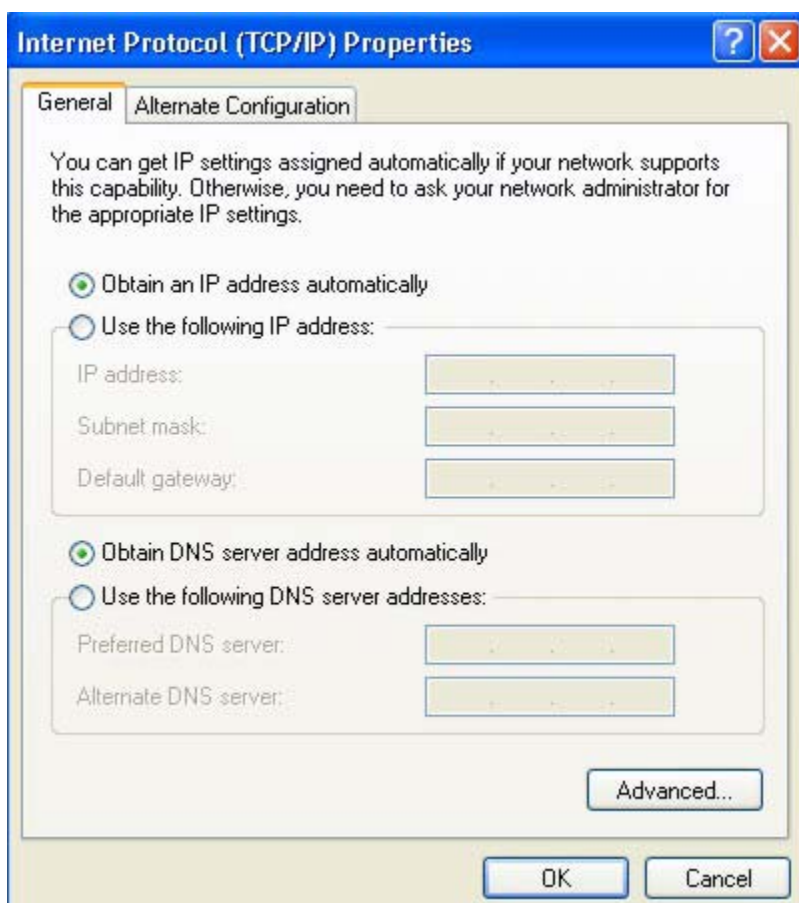 Internet Protocol (TCP/IP) Properties
General
Alternate Configuration
You can get IP settings assigned automatically if your network supports
this capability. Otherwise, you need to ask your network administrator for
the appropriate IP settings.
Obtain an IP address automatically
Use the following IP address:
IP address:
Subnet mask:
Default gateway:
Obtain DNS server address automatically
Use the following DNS server addresses:
Preferred DNS server:
Alternate DNS server:
Advanced...
OK
Cancel